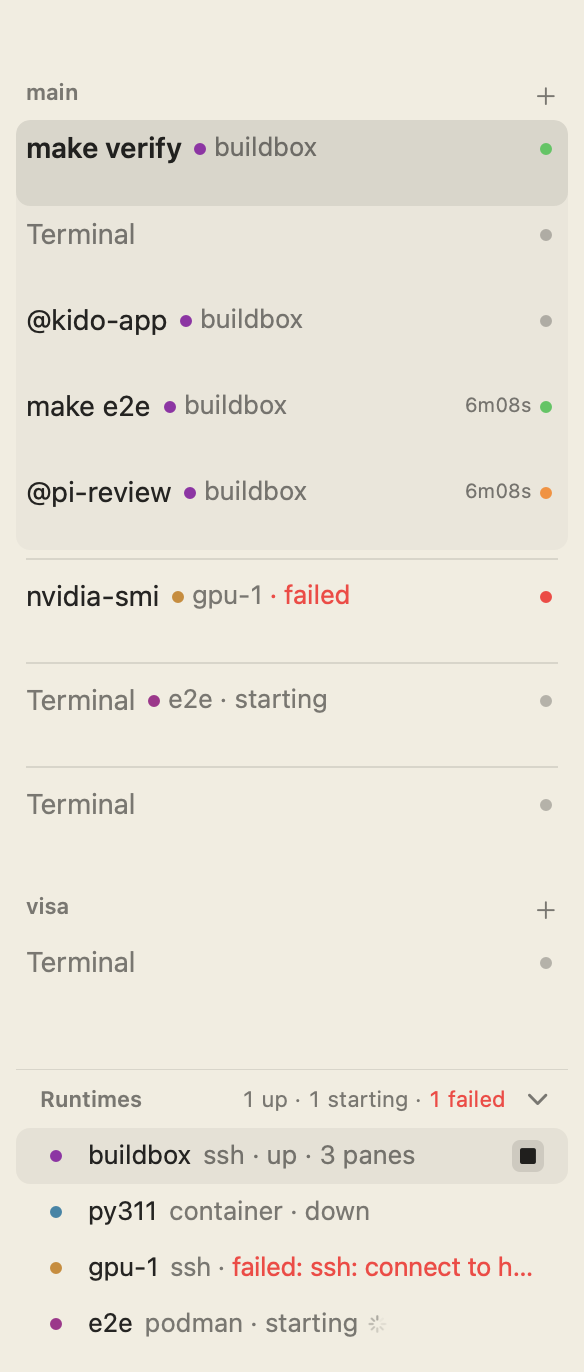 main
make verify buildbox
Terminal
@kido-app buildbox
make e2e buildbox 6m08s
@pi-review buildbox 6m08s
nvidia-smi gpu-1 · failed
Terminal e2e · starting
Terminal
visa
Terminal
Runtimes 1 up · 1 starting · 1 failed
buildbox ssh · up · 3 panes
py311 container · down
gpu-1 ssh · failed: ssh: connect to h...
e2e podman · starting